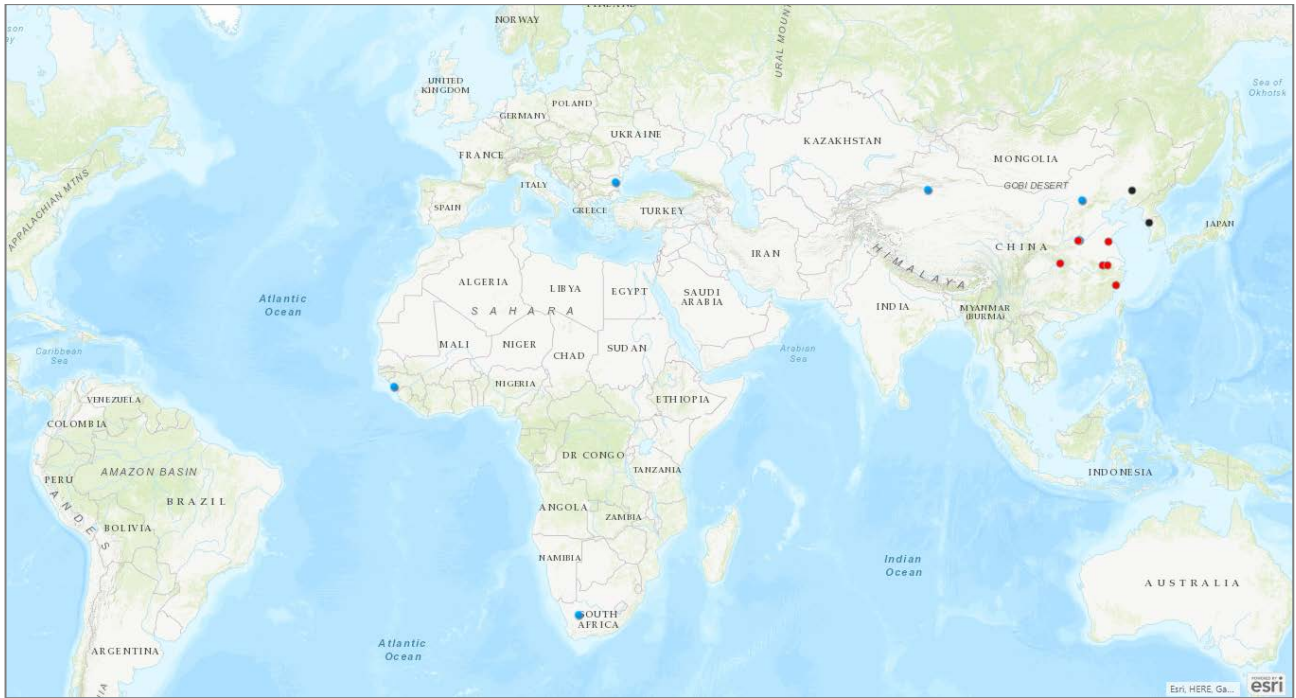 NORWAY
URAL MOUNT
Sea of
Okhotsk
UNITED
KINGDOM
POLAND
GERMANY
UKRAINE
KAZAKHSTAN
MONGOLIA
FRANCE
GOBI DESERT
ITALY
APPALACHIAN MTNS
SPAIN
GREECE
TURKEY
JAPAN
CHINA
IRAN
HIMALAYA
ALGERIA
LIBYA
EGYPT
SAUDI
ARABIA
Atlantic
Ocean
SAHARA
INDIA
MYANMAR
(BURMA)
MALI
NIGER
CHAD
SUDAN
Arabian
Sea
Caribbean
Sea
NIGERIA
ETHIOPIA
VENEZUELA
COLOMBIA
DR CONGO
TANZANIA
AMAZON BASIN
PERU
INDONESIA
BRAZIL
ANDES
ANGOLA
ZAMBIA
BOLIVIA
NAMIBIA
Indian
Ocean
AUSTRALIA
SOUTH
AFRICA
Atlantic
Ocean
ARGENTINA
Esri, HERE, Ga...
POWERED BY
esri